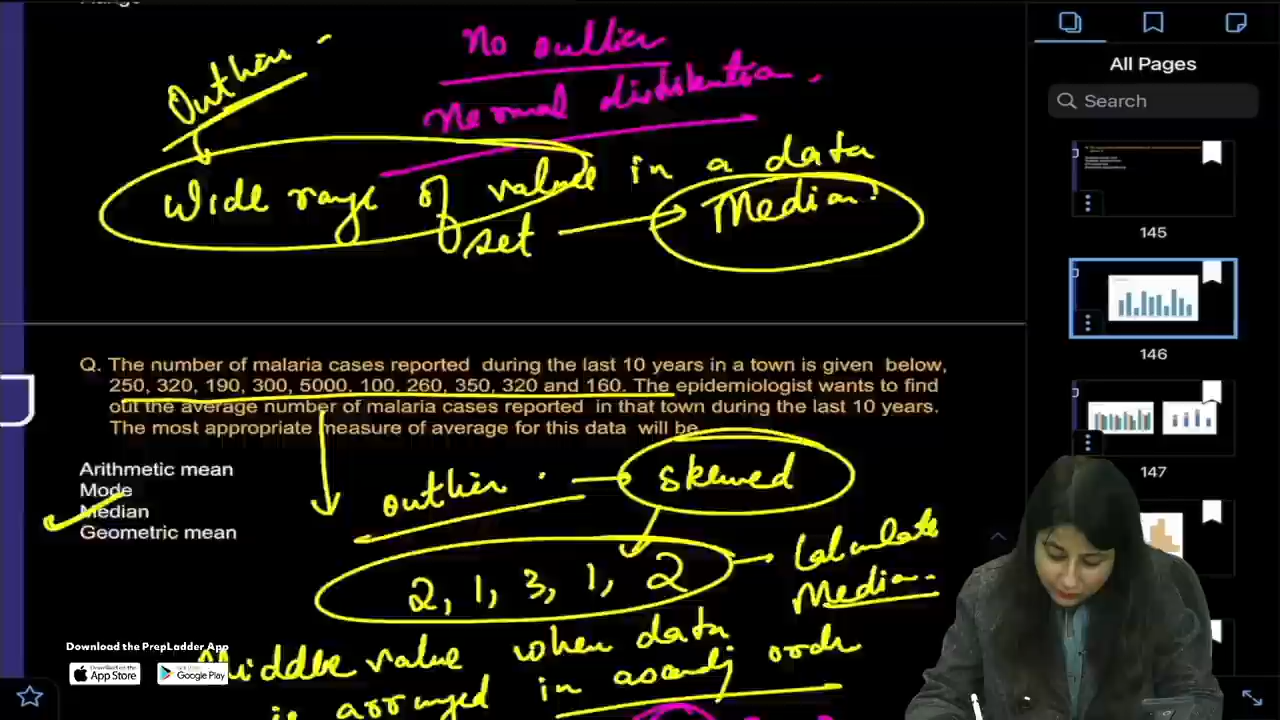 No outlier
Outlier
Normal distribution.
Wide range of value in a data
set → Median
Q. The number of malaria cases reported during the last 10 years in a town is given below,
250, 320, 190, 300, 5000, 100, 260, 350, 320 and 160. The epidemiologist wants to find
out the average number of malaria cases reported in that town during the last 10 years.
The most appropriate measure of average for this data will be
Arithmetic mean
Mode
Median
Geometric mean
outlier → skewed
2, 1, 3, 1, 2 → Calculate
Median.
Middle value when data
is arranged in ascending order
Download the PrepLadder App
Download on the App Store
Google Play
All Pages
Search
145
146
147